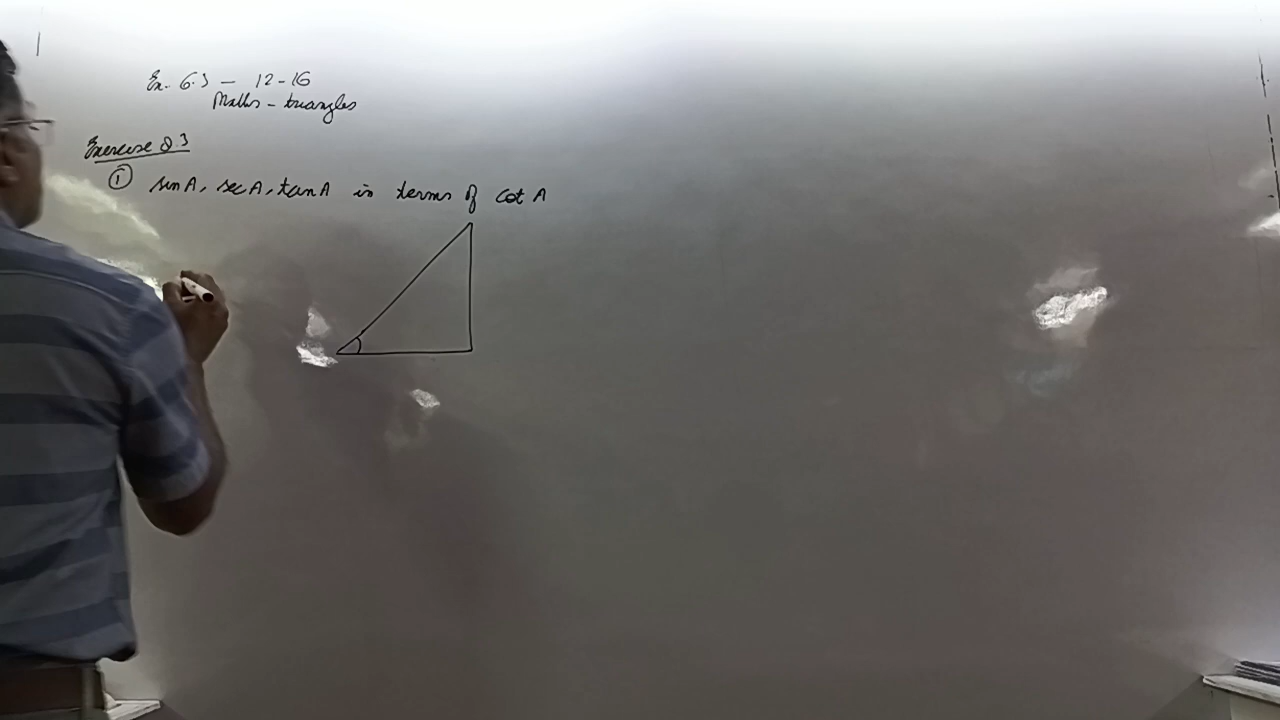 Ex. 6.3 - 12-16
Maths - triangles
Exercise 8.3
① sin A, sec A, tan A in terms of cot A